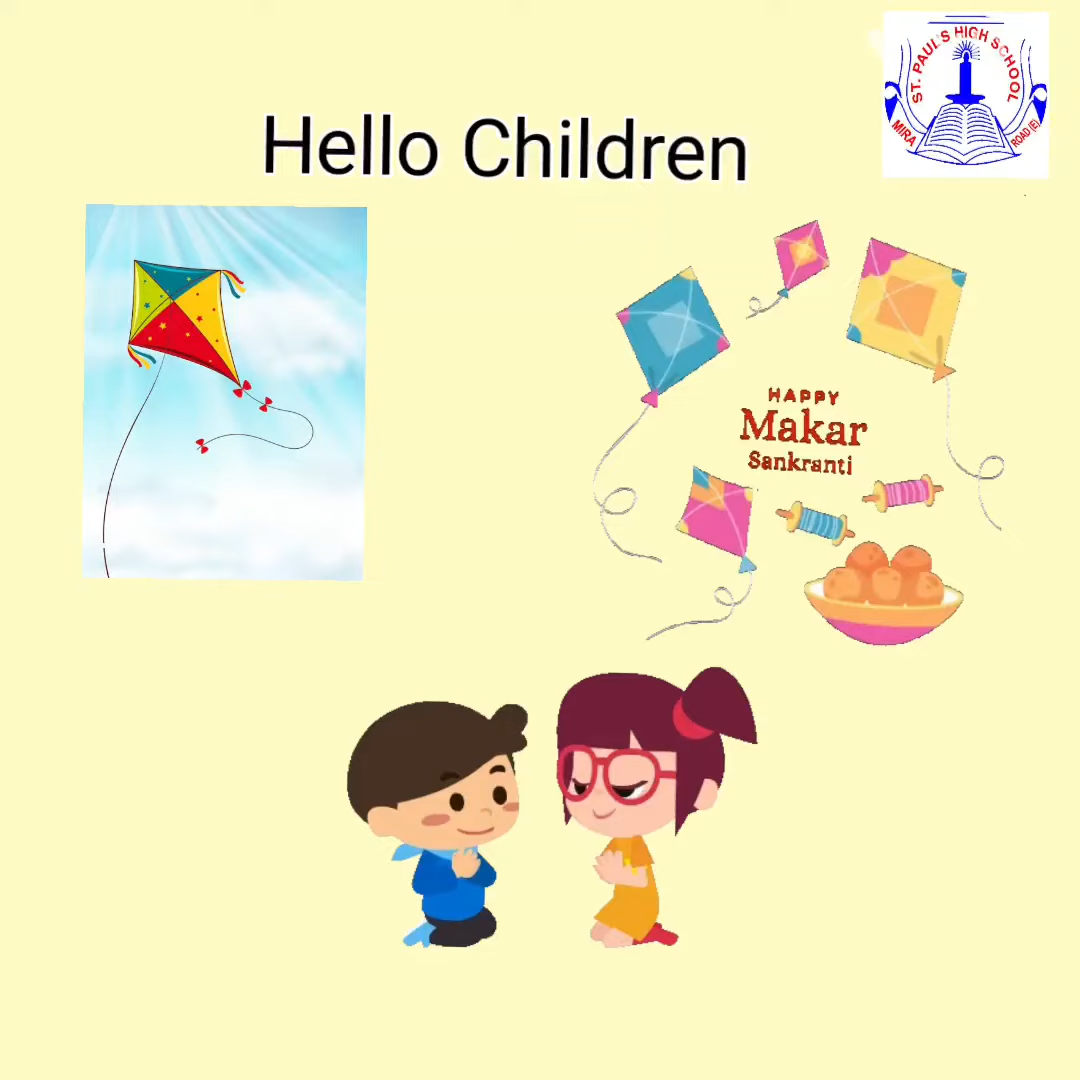 ST. PAUL'S HIGH SCHOOL
MIRA ROAD (E)
Hello Children
HAPPY
Makar
Sankranti